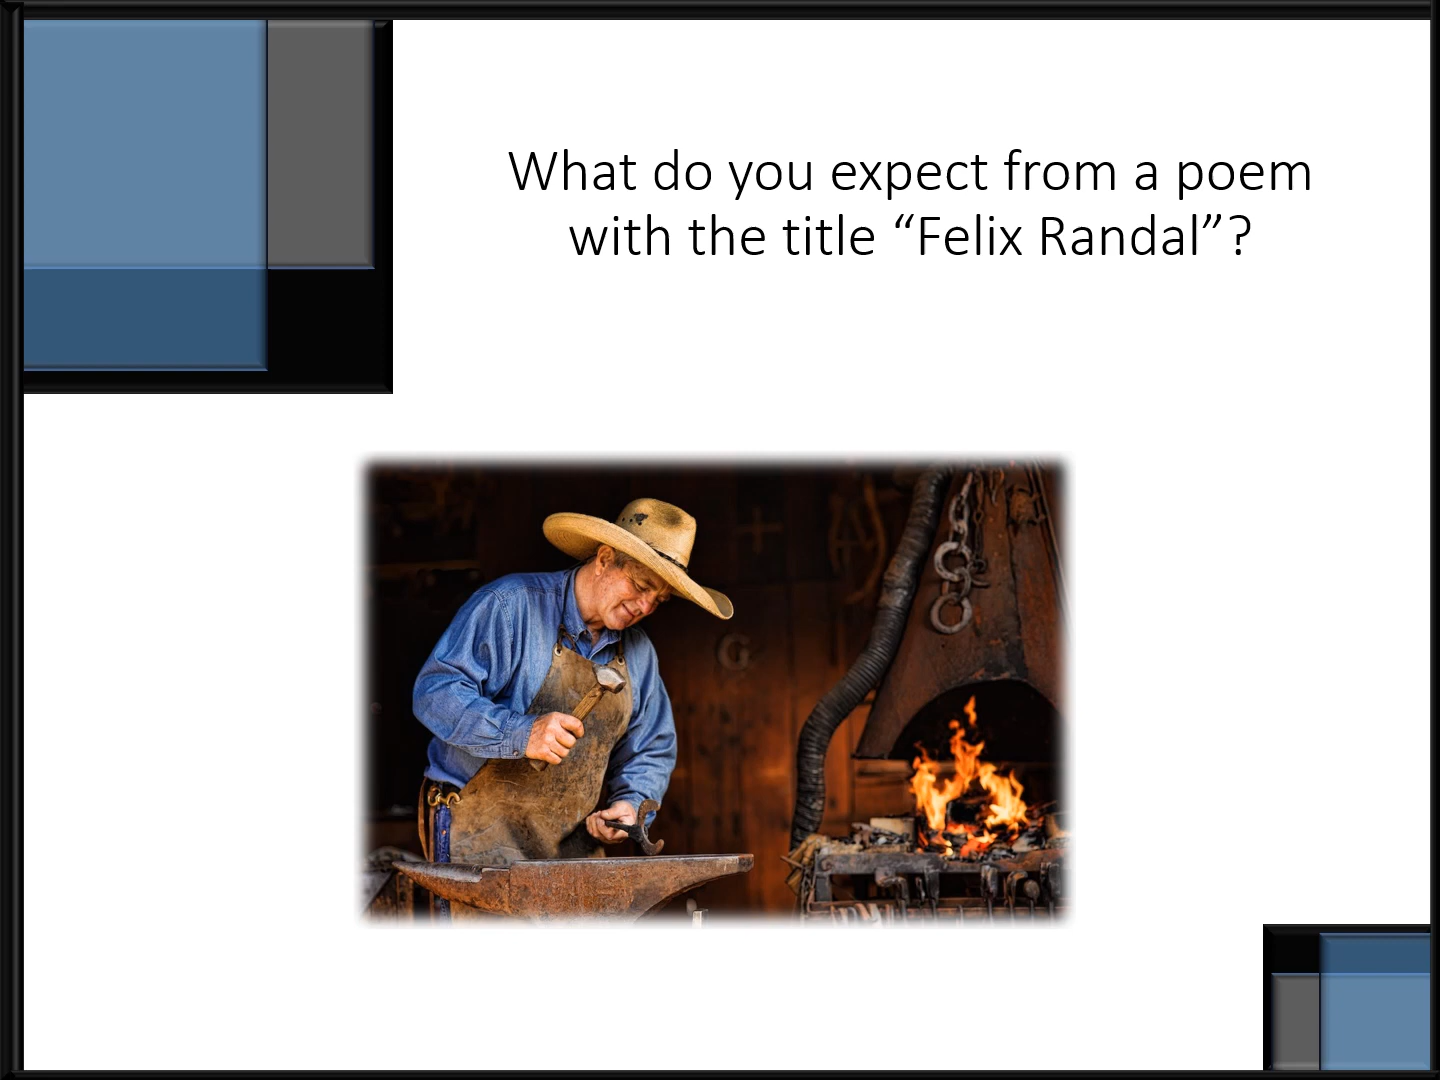 What do you expect from a poem
with the title “Felix Randal”?
G